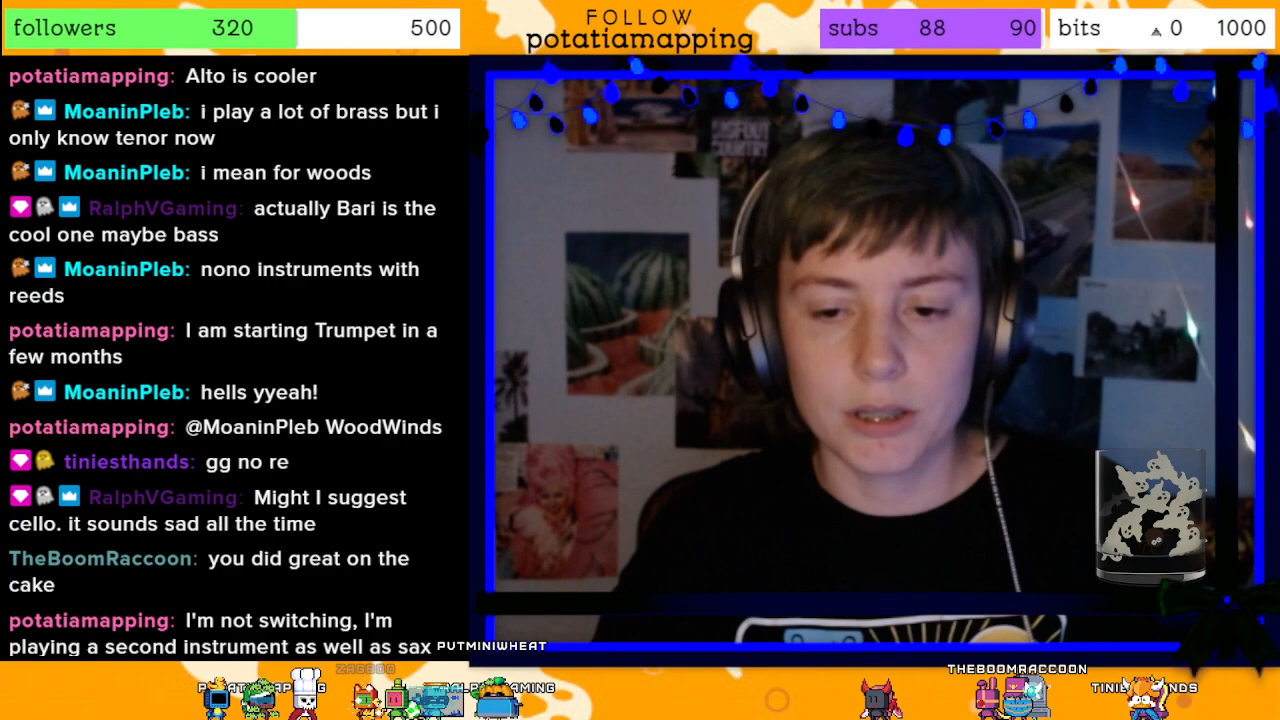 followers 320 500
FOLLOW
potatiamapping
subs 88 90
bits 0 1000
potatiamapping: Alto is cooler
MoaninPleb: i play a lot of brass but i
only know tenor now
MoaninPleb: i mean for woods
RalphVGaming: actually Bari is the
cool one maybe bass
MoaninPleb: nono instruments with
reeds
potatiamapping: I am starting Trumpet in a
few months
MoaninPleb: hells yyeah!
potatiamapping: @MoaninPleb WoodWinds
tiniesthands: gg no re
RalphVGaming: Might I suggest
cello. it sounds sad all the time
TheBoomRaccoon: you did great on the
cake
potatiamapping: I'm not switching, I'm
playing a second instrument as well as sax
BIGFOOT
COUNTRY
PUTMINIWHEAT
THEBOOMRACCOON